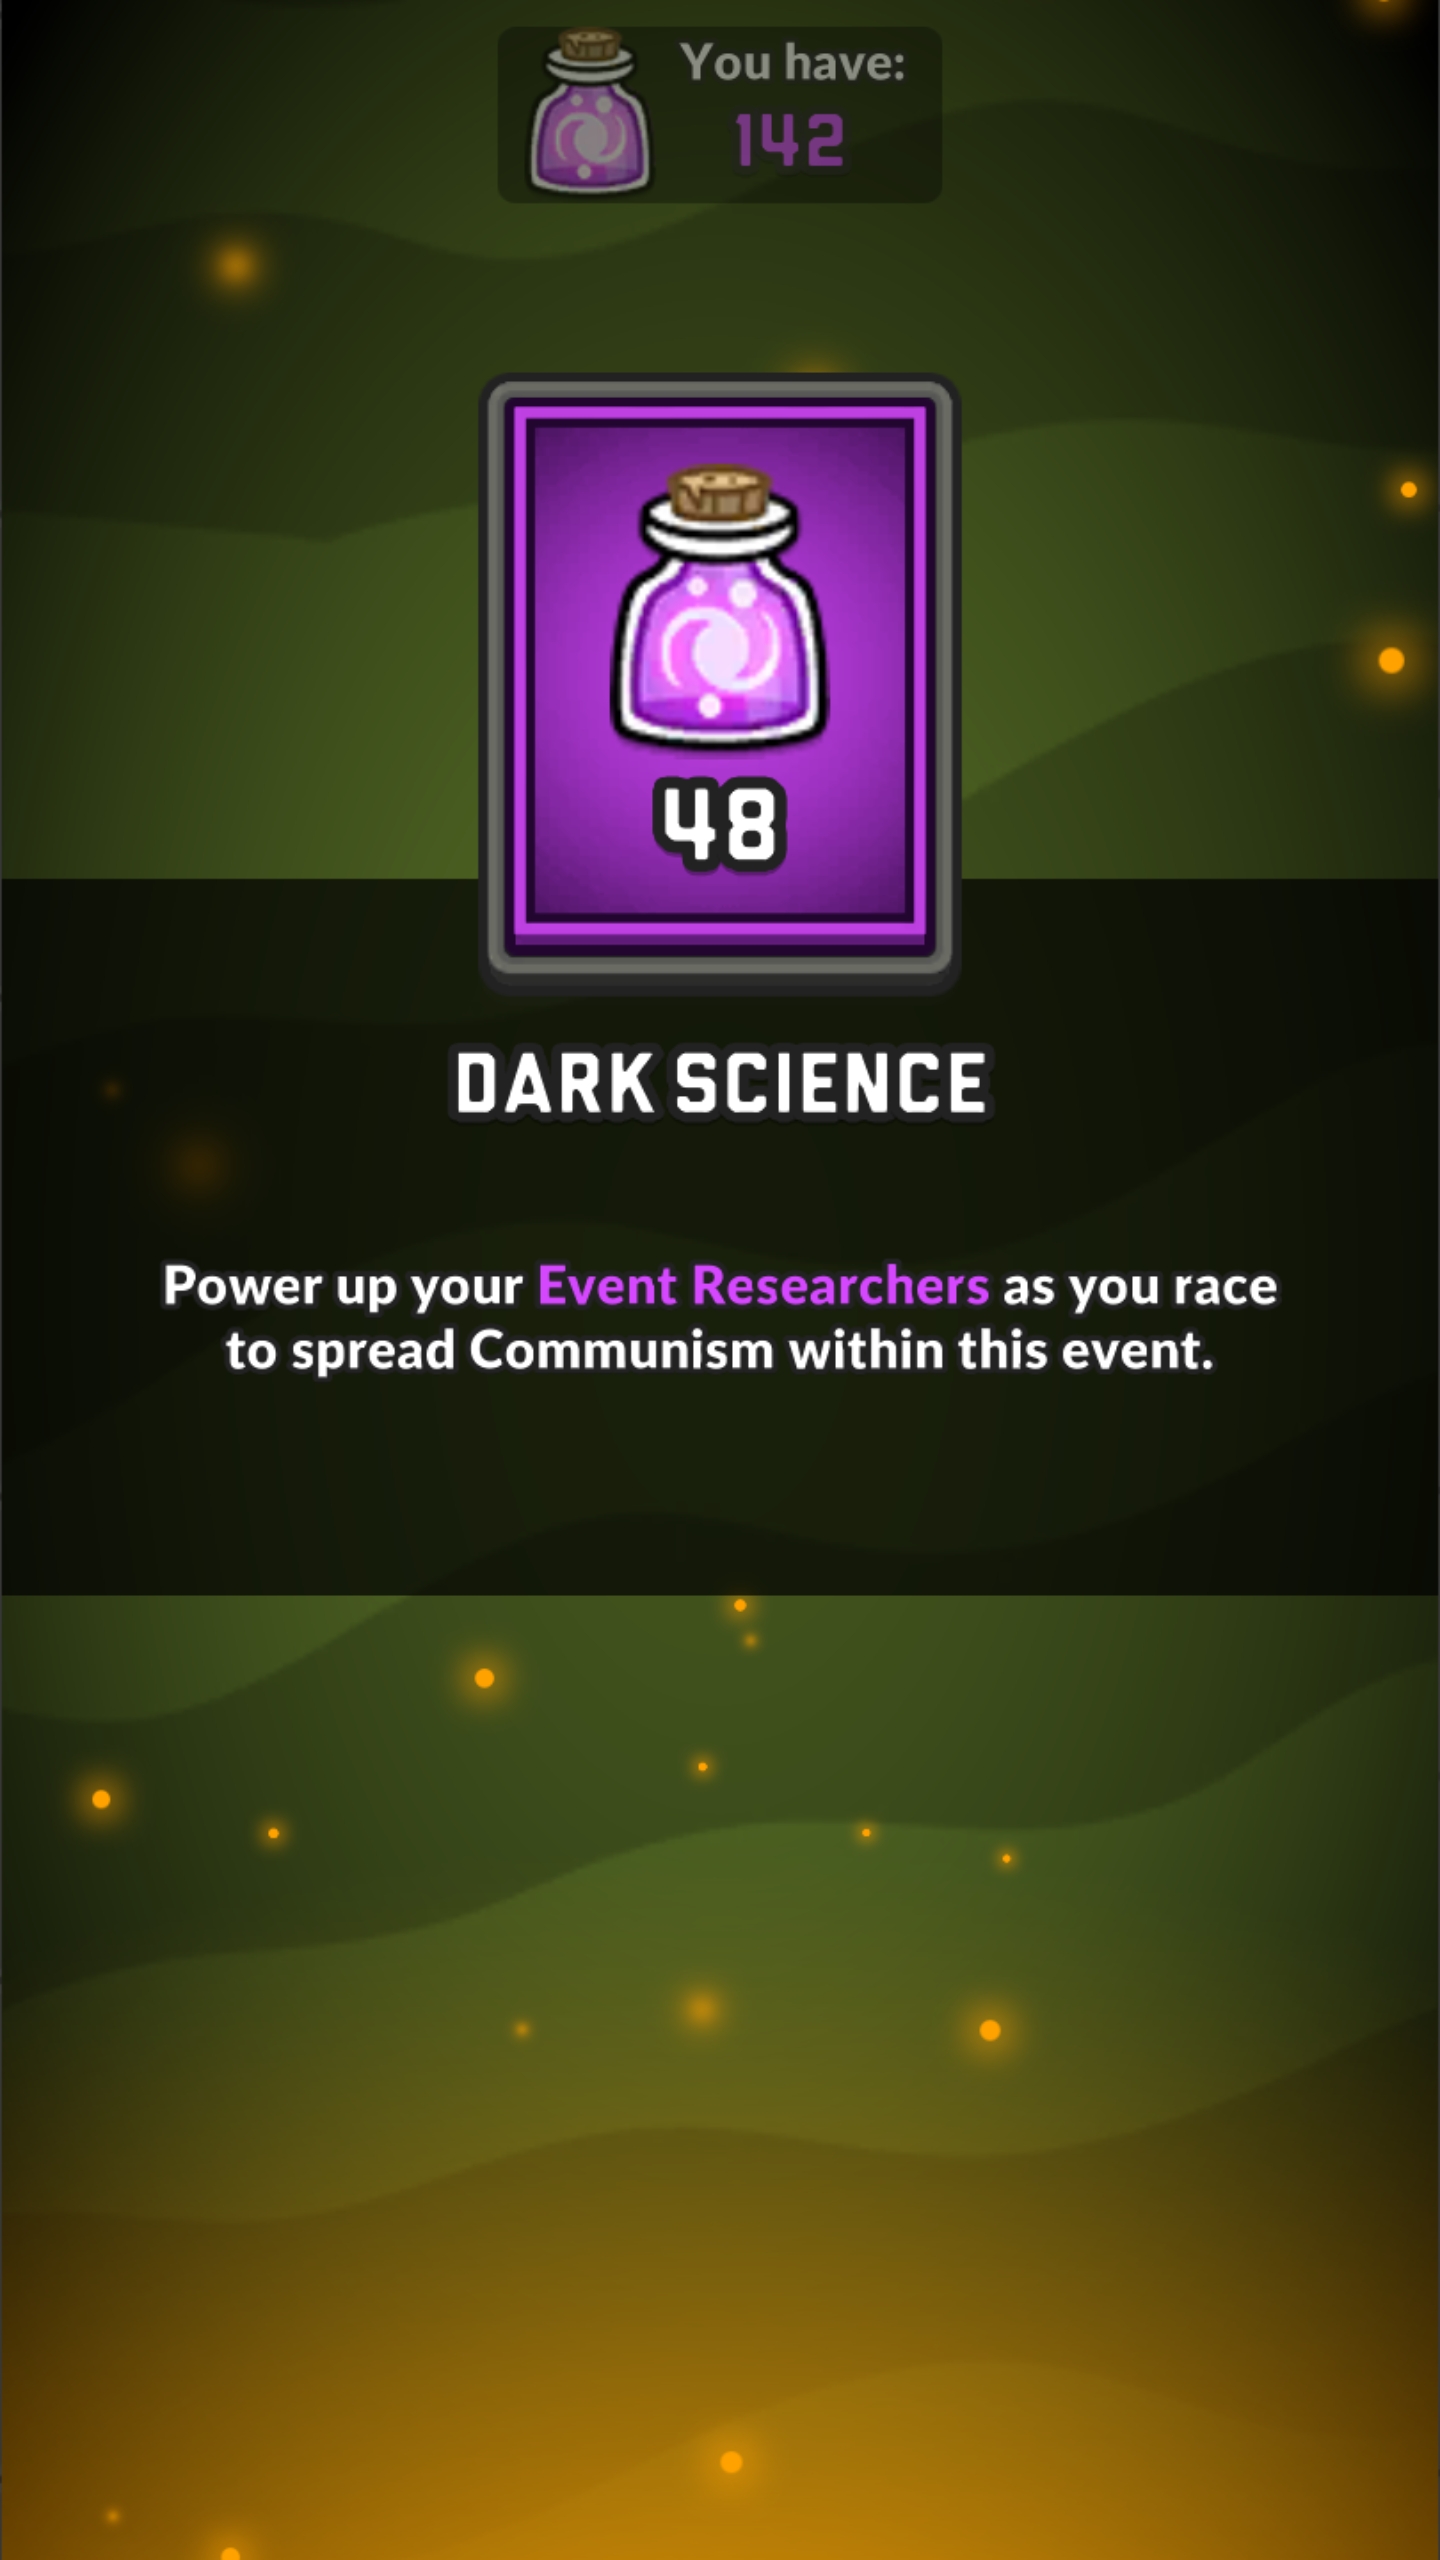 You have:
142
48
DARK SCIENCE
Power up your Event Researchers as you race
to spread Communism within this event.